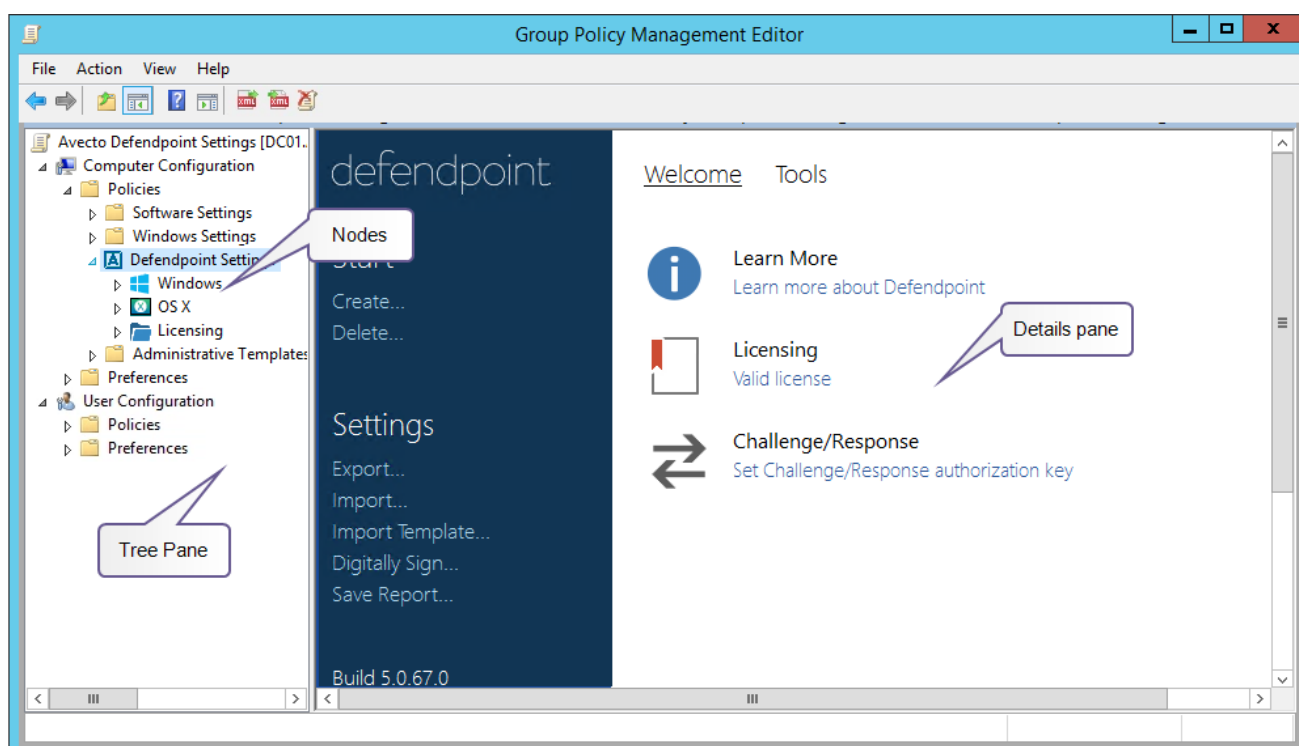 Group Policy Management Editor
File Action View Help
Avecto Defendpoint Settings [DC01..
Computer Configuration
Policies
Software Settings
Windows Settings
Defendpoint Settin
Windows
OS X
Licensing
Administrative Templates
Preferences
User Configuration
Policies
Preferences
Nodes
Tree Pane
defendpoint
Start
Create...
Delete...
Settings
Export...
Import...
Import Template...
Digitally Sign...
Save Report...
Build 5.0.67.0
Welcome Tools
Learn More
Learn more about Defendpoint
Details pane
Licensing
Valid license
Challenge/Response
Set Challenge/Response authorization key